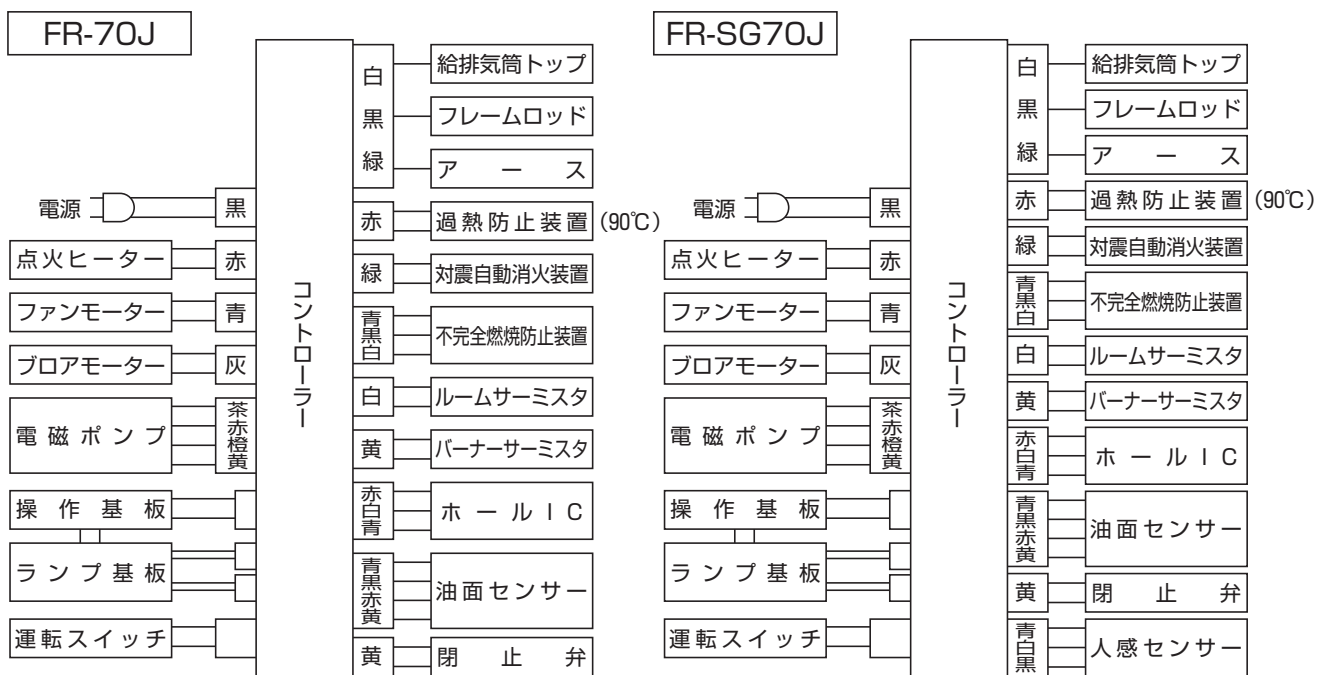 FR-70J
電源
黒
点火ヒーター
赤
ファンモーター
青
ブロアモーター
灰
電磁ポンプ
茶
赤
橙
黄
操作基板
ランプ基板
運転スイッチ
コントローラー
白
給排気筒トップ
黒
フレームロッド
緑
アース
赤
過熱防止装置 (90℃)
緑
対震自動消火装置
青
黒
白
不完全燃焼防止装置
白
ルームサーミスタ
黄
バーナーサーミスタ
赤
白
青
ホールIC
青
黒
赤
黄
油面センサー
黄
閉止弁
FR-SG70J
電源
黒
点火ヒーター
赤
ファンモーター
青
ブロアモーター
灰
電磁ポンプ
茶
赤
橙
黄
操作基板
ランプ基板
運転スイッチ
コントローラー
白
給排気筒トップ
黒
フレームロッド
緑
アース
赤
過熱防止装置 (90℃)
緑
対震自動消火装置
青
黒
白
不完全燃焼防止装置
白
ルームサーミスタ
黄
バーナーサーミスタ
赤
白
青
ホールIC
青
黒
赤
黄
油面センサー
黄
閉止弁
青
白
黒
人感センサー